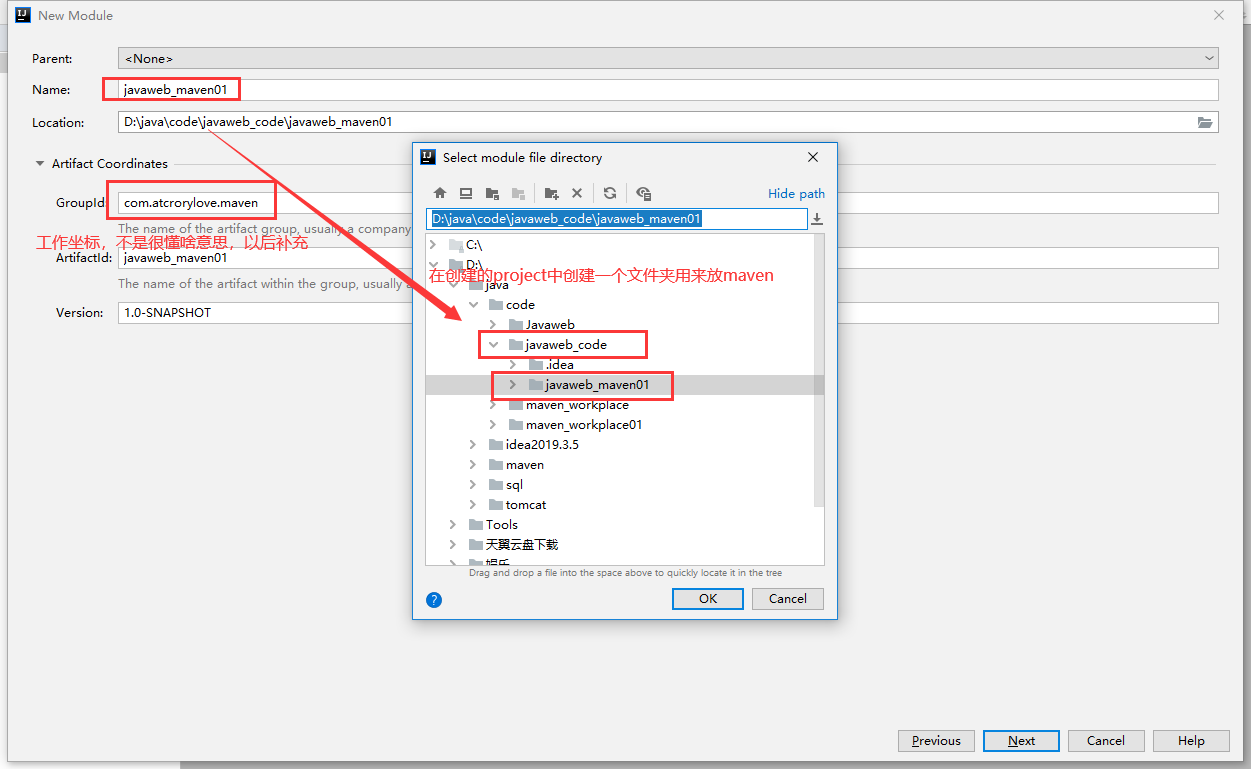 New Module
Parent:
<None>
Name:
javaweb_maven01
Location:
D:\java\code\javaweb_code\javaweb_maven01
Artifact Coordinates
GroupId:
com.atcrorylove.maven
The name of the artifact group, usually a company
工作坐标，不是很懂啥意思，以后补充
ArtifactId:
javaweb_maven01
The name of the artifact within the group, usually a
Version:
1.0-SNAPSHOT
Select module file directory
Hide path
D:\java\code\javaweb_code\javaweb_maven01
C:\
D:\
在创建的project中创建一个文件夹用来放maven
java
code
Javaweb
javaweb_code
.idea
javaweb_maven01
maven_workplace
maven_workplace01
idea2019.3.5
maven
sql
tomcat
Tools
天翼云盘下载
娱乐
Drag and drop a file into the space above to quickly locate it in the tree
?
OK
Cancel
Previous
Next
Cancel
Help